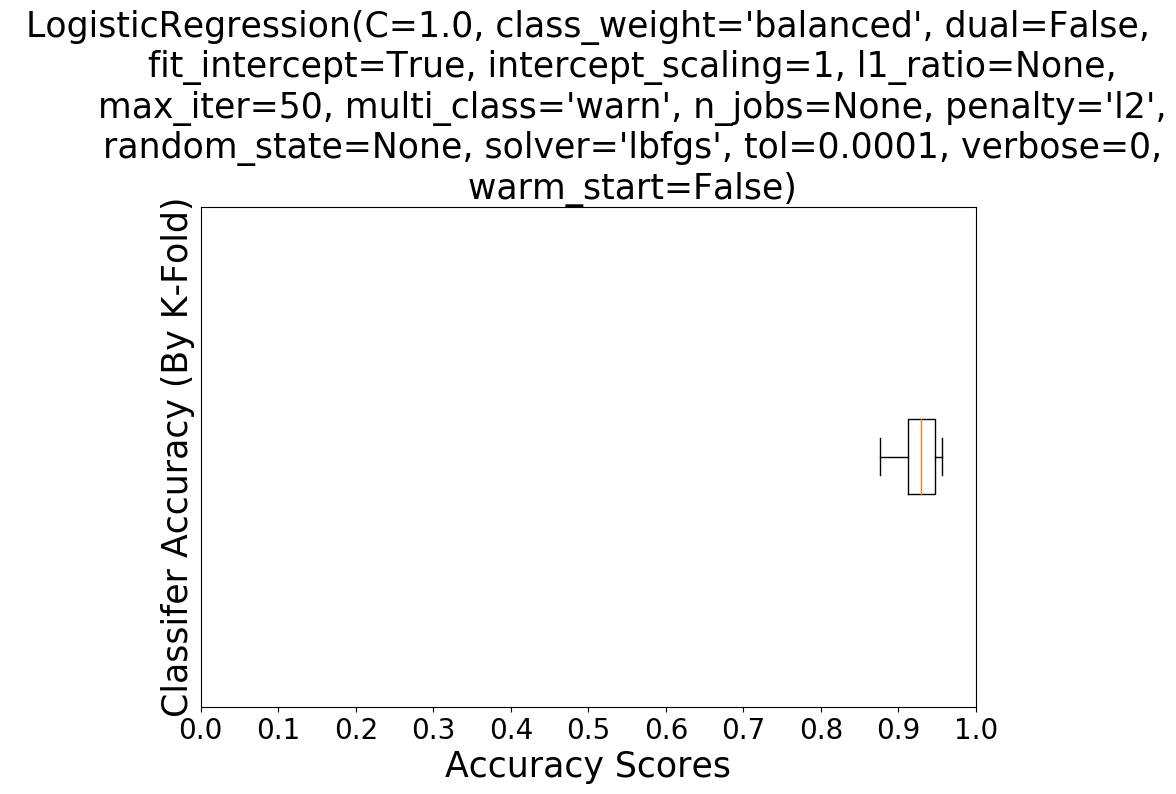 LogisticRegression(C=1.0, class_weight='balanced', dual=False,
fit_intercept=True, intercept_scaling=1, l1_ratio=None,
max_iter=50, multi_class='warn', n_jobs=None, penalty='l2',
random_state=None, solver='lbfgs', tol=0.0001, verbose=0,
warm_start=False)
Classifer Accuracy (By K-Fold)
0.0 0.1 0.2 0.3 0.4 0.5 0.6 0.7 0.8 0.9 1.0
Accuracy Scores